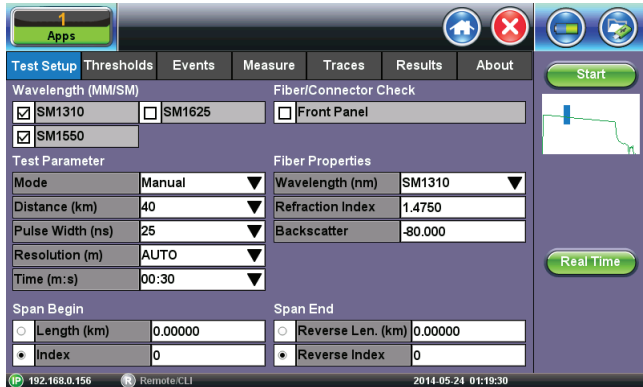 1
Apps
Test Setup Thresholds Events Measure Traces Results About
Wavelength (MM/SM) Fiber/Connector Check
SM1310 SM1625 Front Panel
SM1550
Test Parameter Fiber Properties
Mode Manual Wavelength (nm) SM1310
Distance (km) 40 Refraction Index 1.4750
Pulse Width (ns) 25 Backscatter -80.000
Resolution (m) AUTO
Time (m:s) 00:30
Span Begin Span End
Length (km) 0.00000 Reverse Len. (km) 0.00000
Index 0 Reverse Index 0
IP 192.168.0.156 R Remote/CLI 2014-05-24 01:19:30
Start
Real Time